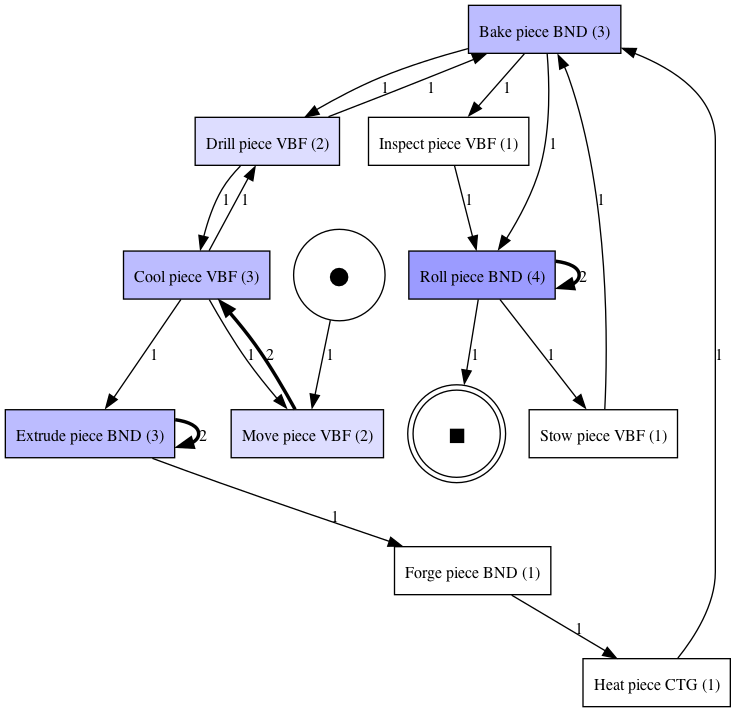 Bake piece BND (3)
1
1
1
Drill piece VBF (2)
Inspect piece VBF (1)
1
1
1
1
1
Cool piece VBF (3)
Roll piece BND (4)
2
1
1
2
1
1
1
1
Extrude piece BND (3)
2
Move piece VBF (2)
Stow piece VBF (1)
1
Forge piece BND (1)
1
Heat piece CTG (1)